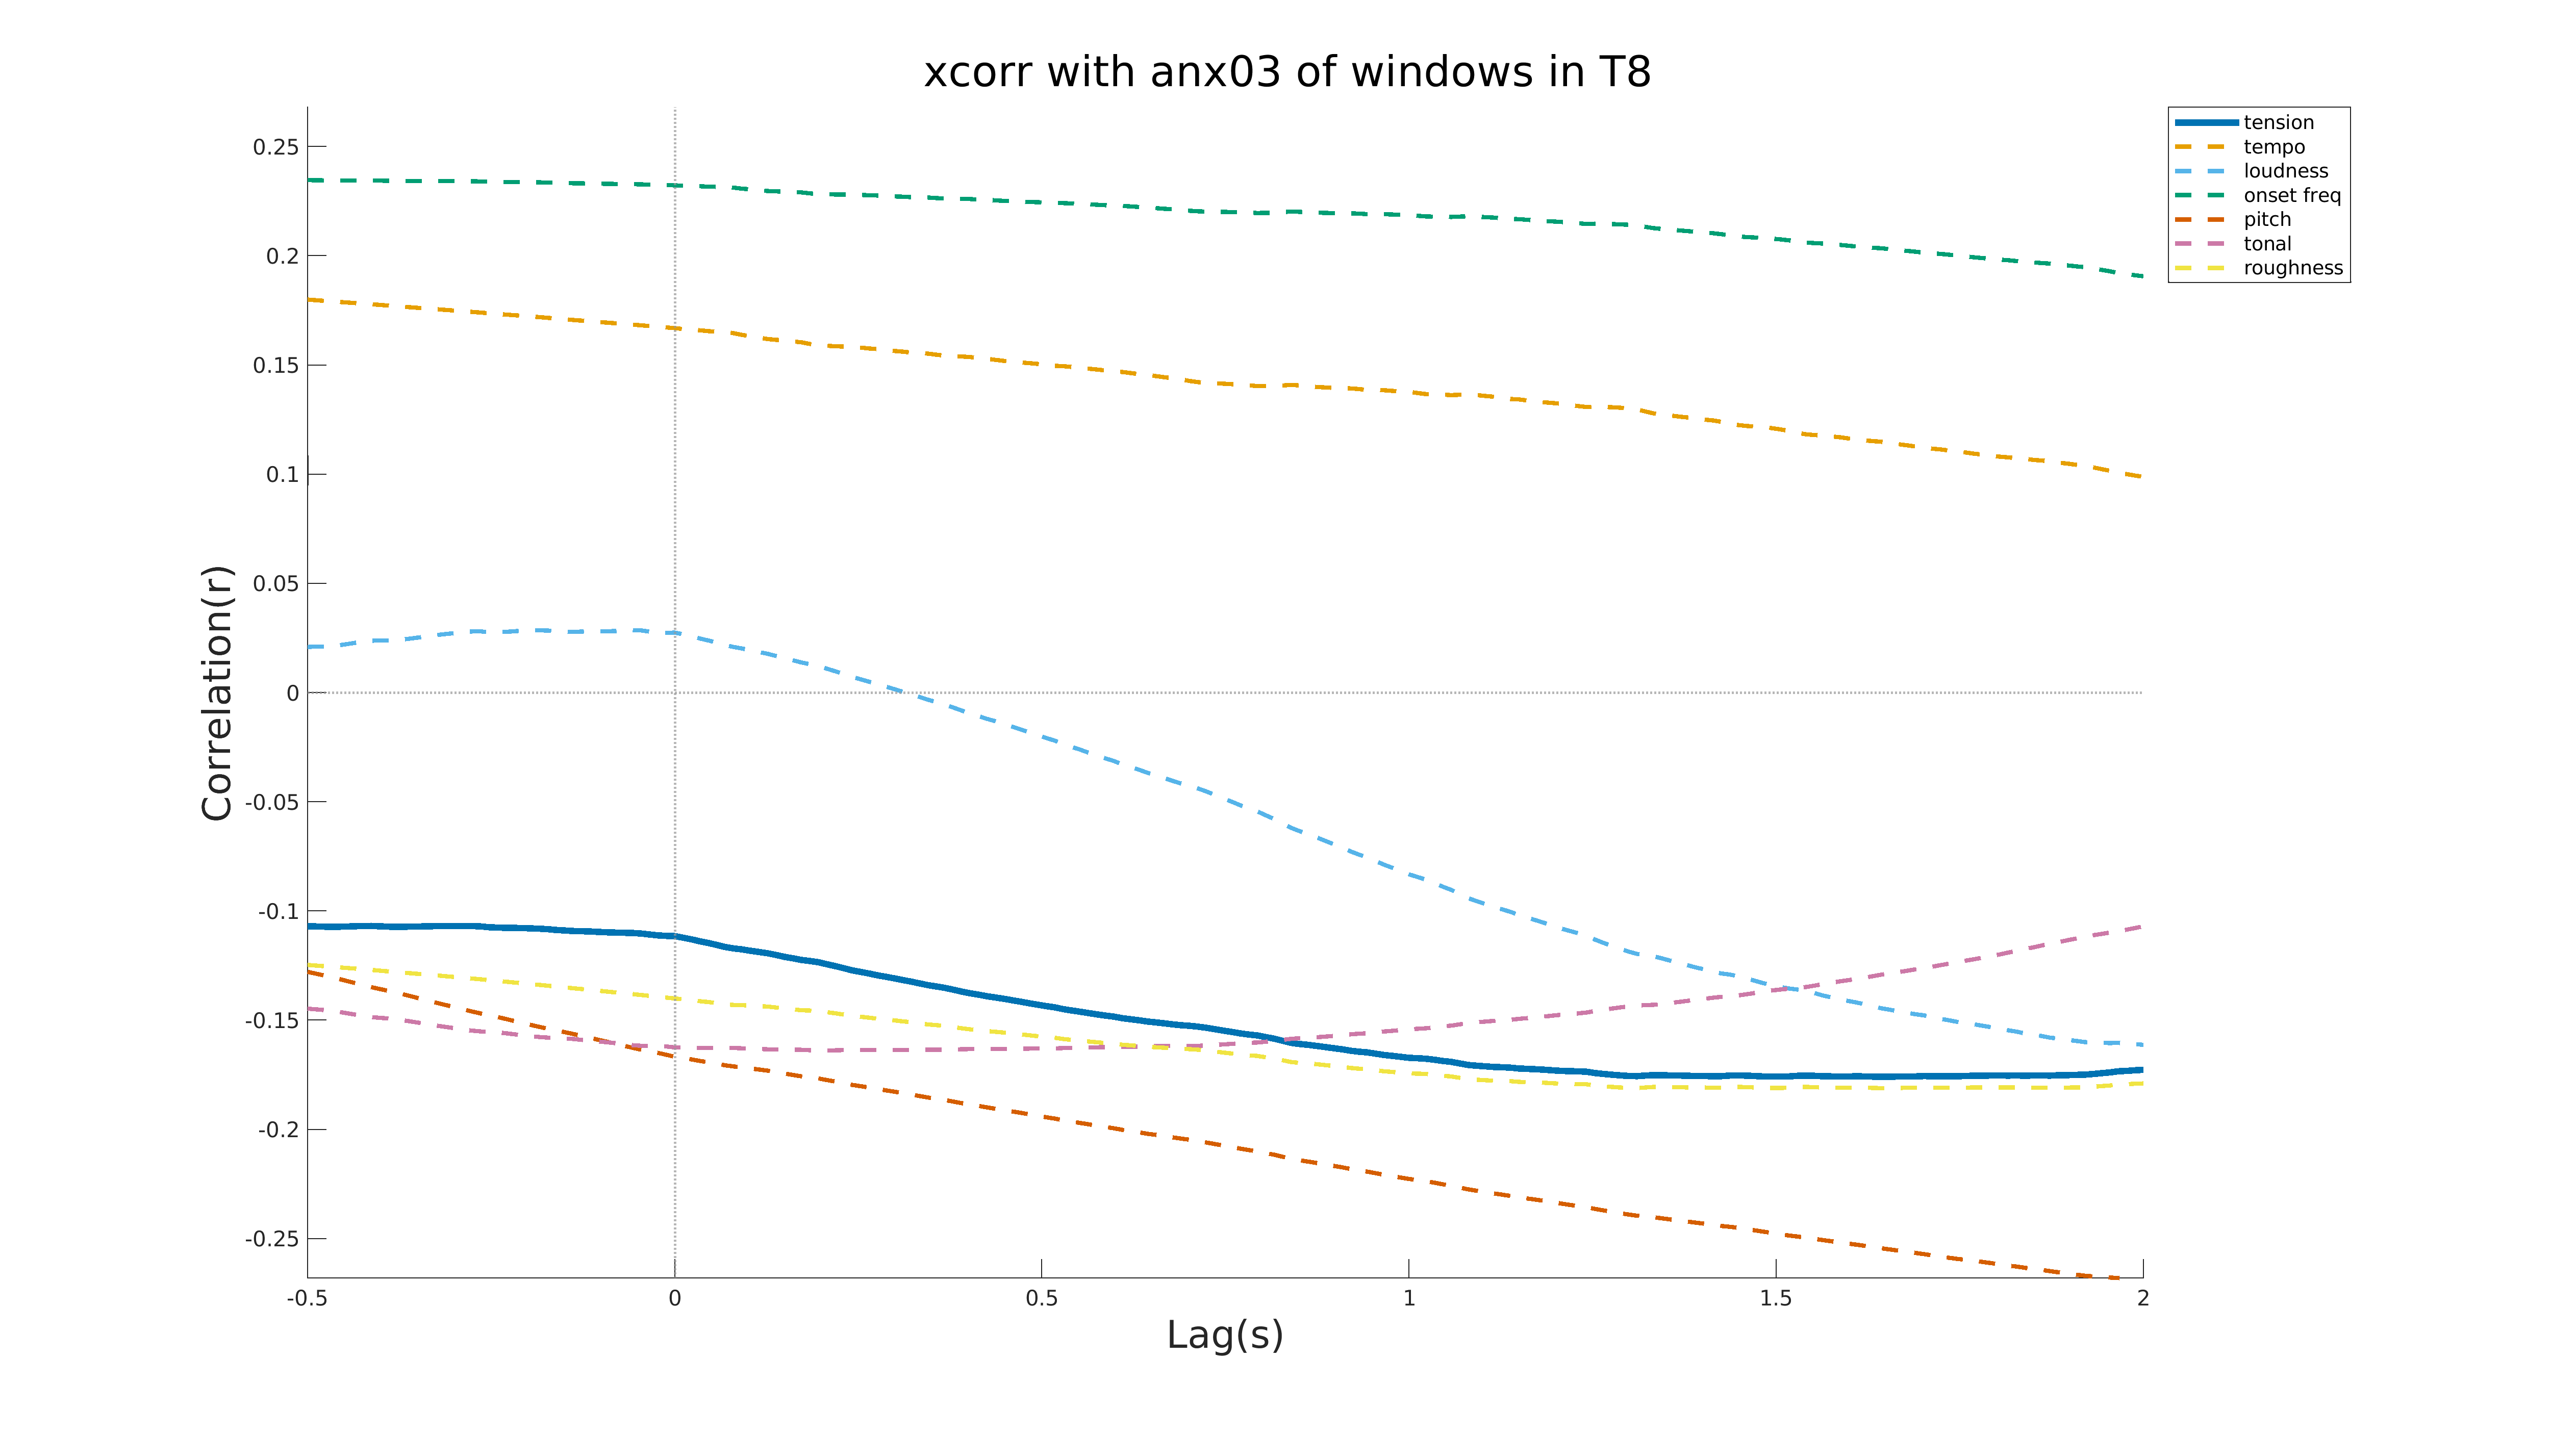 xcorr with anx03 of windows in T8
tension
tempo
loudness
onset freq
pitch
tonal
roughness
0.25
0.2
0.15
0.1
0.05
0
-0.05
-0.1
-0.15
-0.2
-0.25
Correlation(r)
-0.5
0
0.5
1
1.5
2
Lag(s)